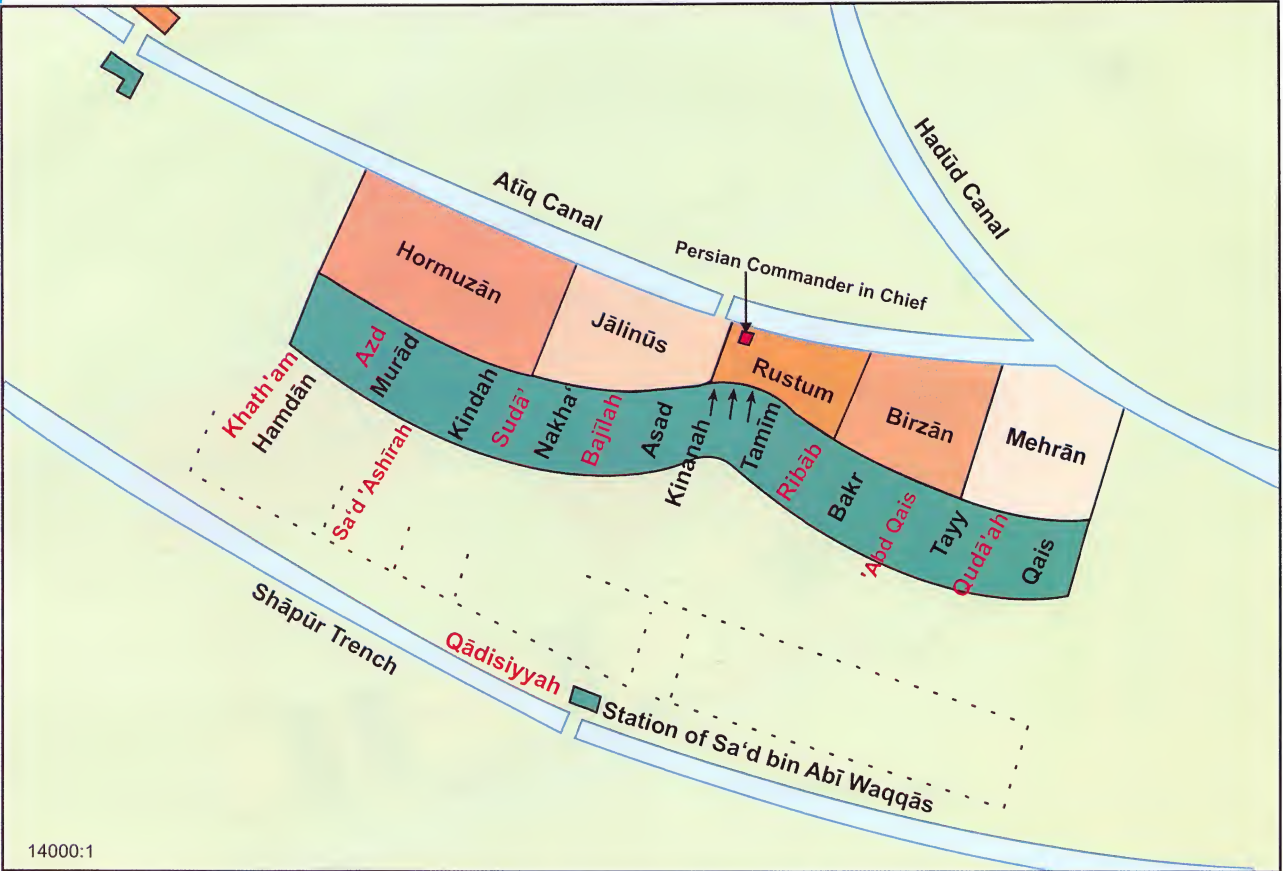 Hadūd Canal
Atīq Canal
Persian Commander in Chief
Hormuzān
Jālinūs
Rustum
Birzān
Mehrān
Khath'am
Hamdān
Azd
Murād
Sa'd 'Ashīrah
Kindah
Sudā'
Nakha‘
Bajīlah
Asad
Kinanah
Tamim
Ribāb
Bakr
'Abd Qais
Tayy
Qudā'ah
Qais
Shāpūr Trench
Qādisiyyah
Station of Sa‘d bin Abī Waqqās
14000:1